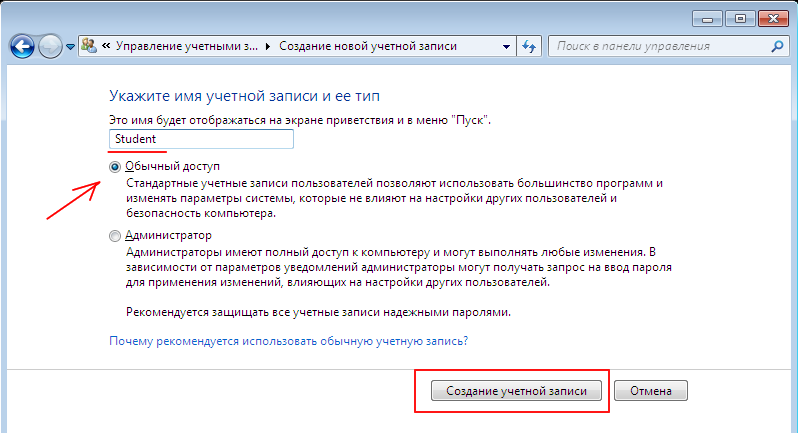 « Управление учетными з... Создание новой учетной записи Поиск в панели управления
Укажите имя учетной записи и ее тип
Это имя будет отображаться на экране приветствия и в меню "Пуск".
Student
Обычный доступ
Стандартные учетные записи пользователей позволяют использовать большинство программ и
изменять параметры системы, которые не влияют на настройки других пользователей и
безопасность компьютера.
Администратор
Администраторы имеют полный доступ к компьютеру и могут выполнять любые изменения. В
зависимости от параметров уведомлений администраторы могут получать запрос на ввод пароля
для применения изменений, влияющих на настройки других пользователей.
Рекомендуется защищать все учетные записи надежными паролями.
Почему рекомендуется использовать обычную учетную запись?
Создание учетной записи Отмена